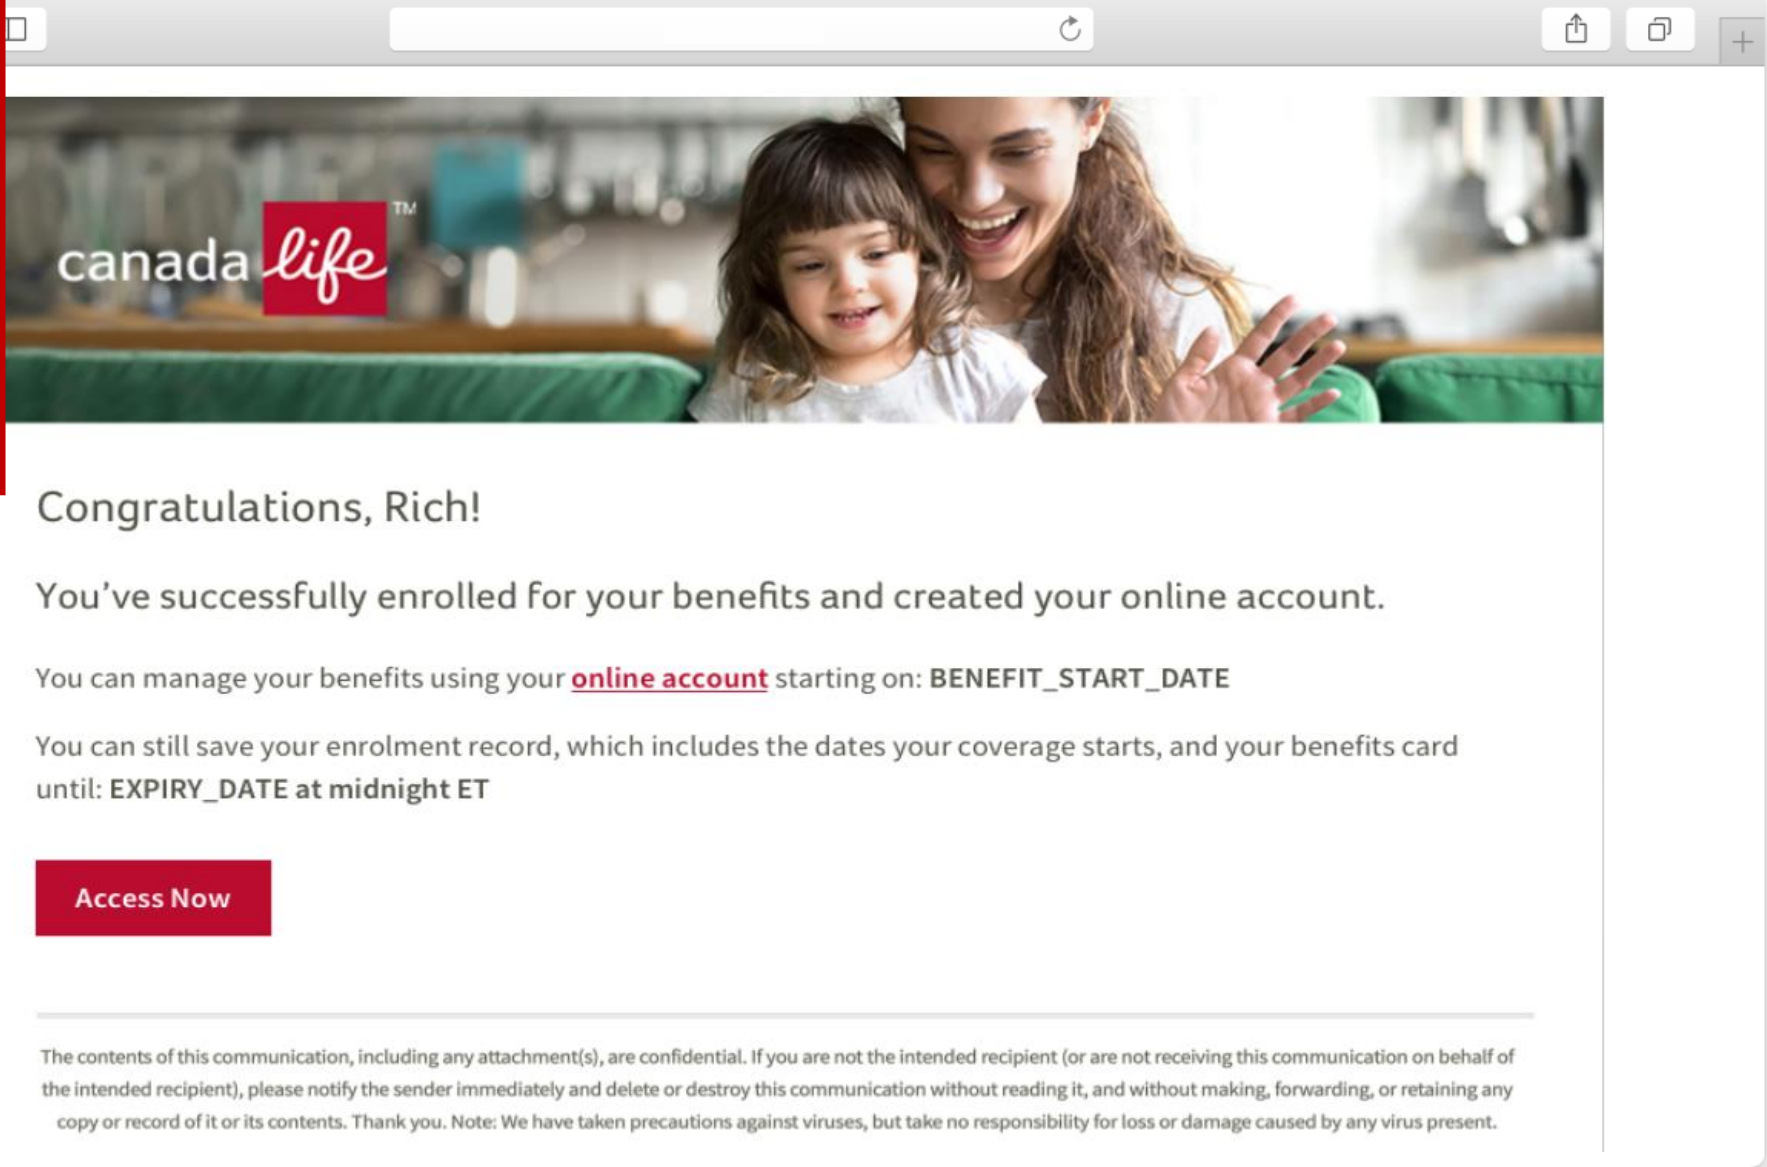 canada life™
Congratulations, Rich!
You've successfully enrolled for your benefits and created your online account.
You can manage your benefits using your online account starting on: BENEFIT_START_DATE
You can still save your enrolment record, which includes the dates your coverage starts, and your benefits card
until: EXPIRY_DATE at midnight ET
Access Now
The contents of this communication, including any attachment(s), are confidential. If you are not the intended recipient (or are not receiving this communication on behalf of
the intended recipient), please notify the sender immediately and delete or destroy this communication without reading it, and without making, forwarding, or retaining any
copy or record of it or its contents. Thank you. Note: We have taken precautions against viruses, but take no responsibility for loss or damage caused by any virus present.